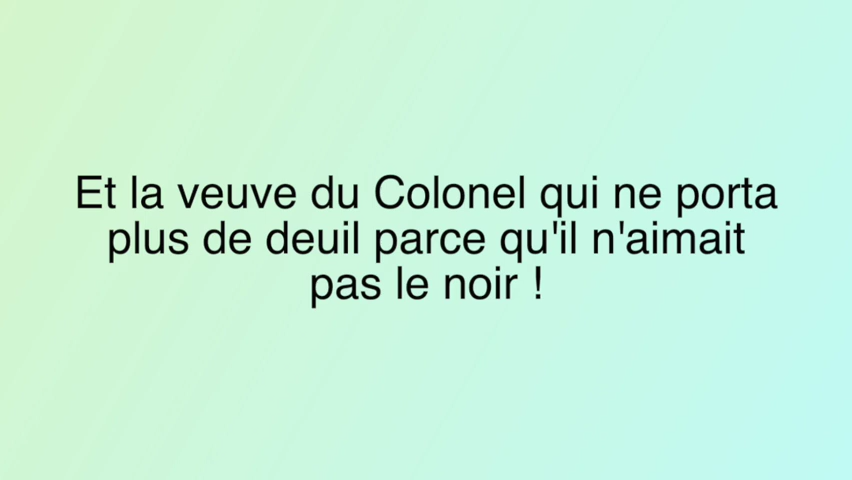 Et la veuve du Colonel qui ne porta
plus de deuil parce qu'il n'aimait
pas le noir !